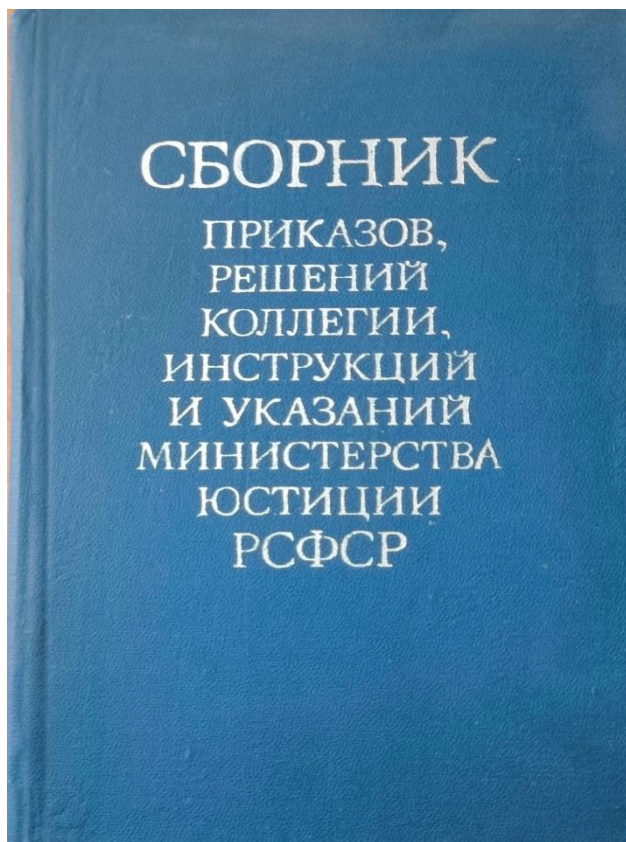 СБОРНИК
ПРИКАЗОВ,
РЕШЕНИЙ
КОЛЛЕГИИ,
ИНСТРУКЦИЙ
И УКАЗАНИЙ
МИНИСТЕРСТВА
ЮСТИЦИИ
РСФСР